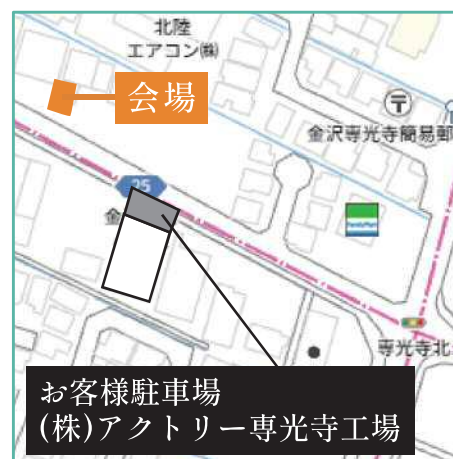 北陸
エアコン㈱
会場
〒
金沢専光寺簡易郵
25
金
FamilyMart
専光寺北
お客様駐車場
(株)アクトリー専光寺工場